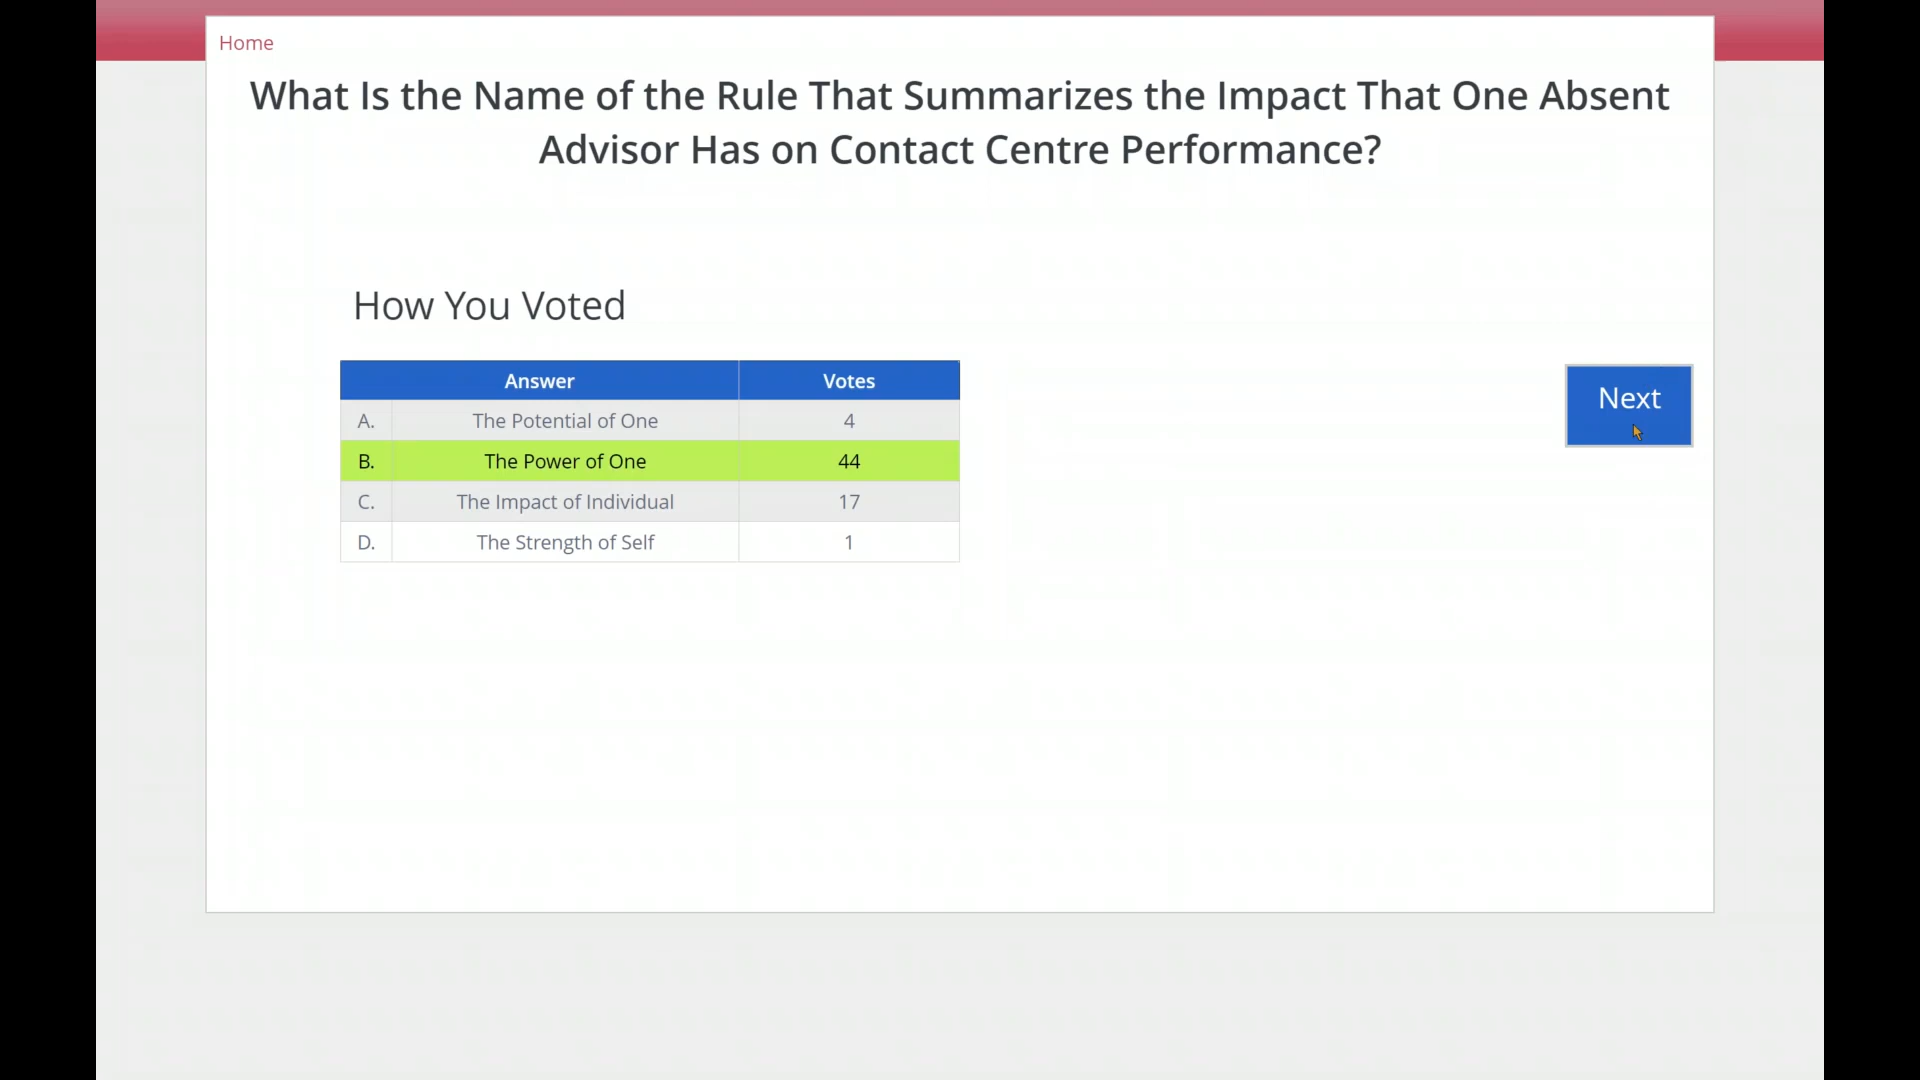 Home
What Is the Name of the Rule That Summarizes the Impact That One Absent
Advisor Has on Contact Centre Performance?
How You Voted
Answer Votes
A. The Potential of One 4
B. The Power of One 44
C. The Impact of Individual 17
D. The Strength of Self 1
Next